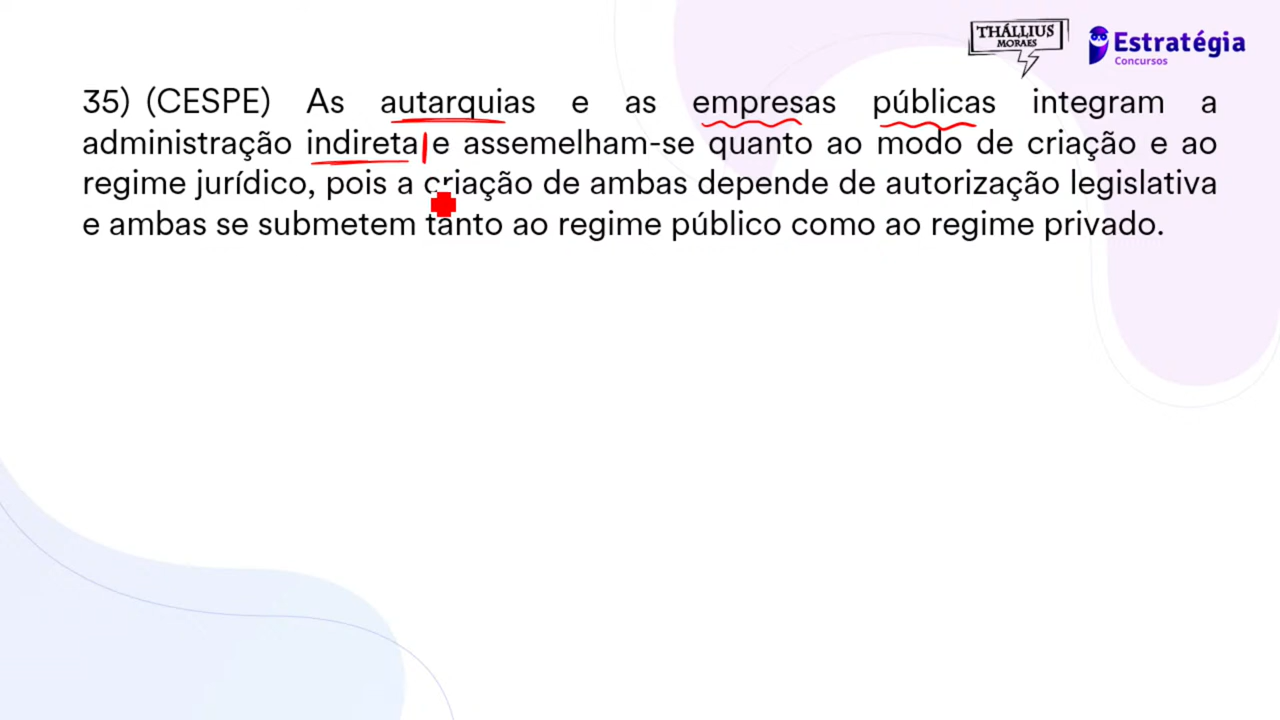 THÁLLIUS
MORAES
Estratégia
Concursos
35) (CESPE) As autarquias e as empresas públicas integram a
administração indireta e assemelham-se quanto ao modo de criação e ao
regime jurídico, pois a criação de ambas depende de autorização legislativa
e ambas se submetem tanto ao regime público como ao regime privado.